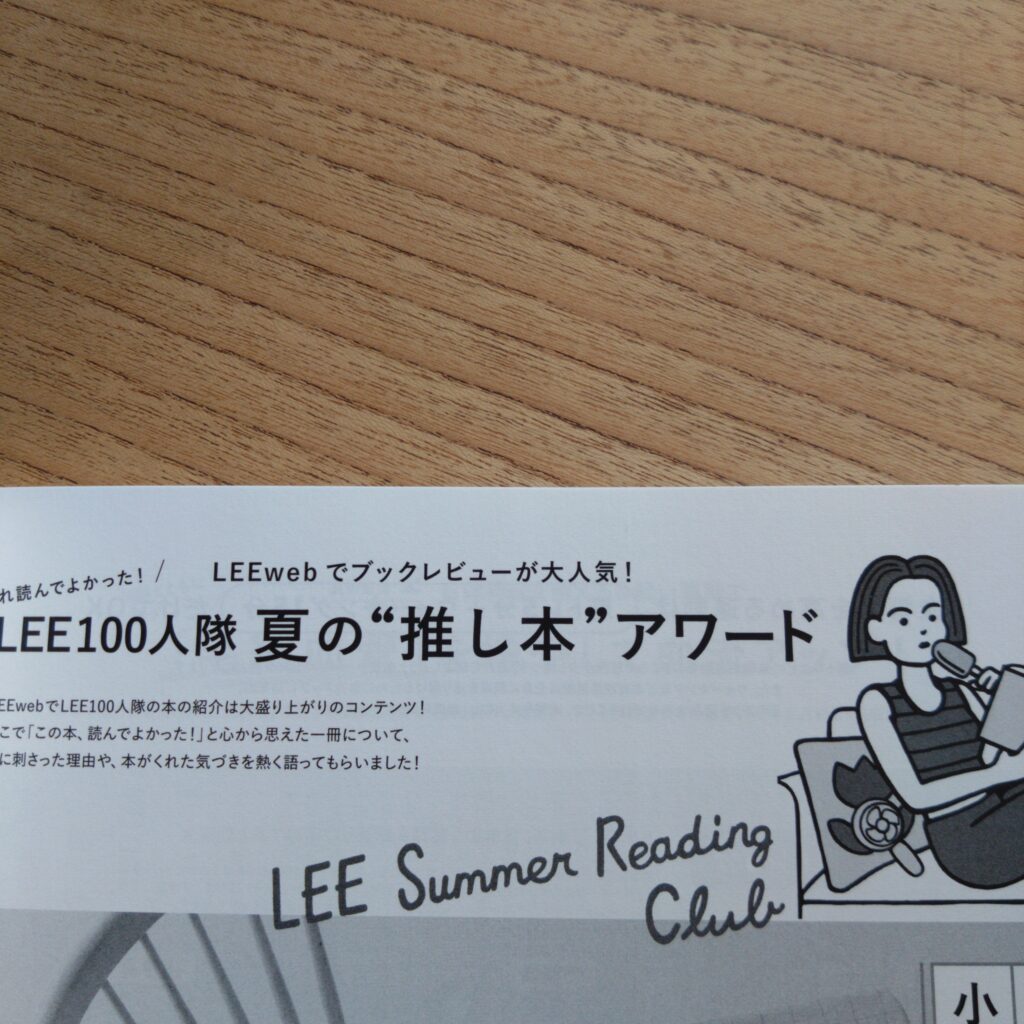 れ読んでよかった! /
LEEwebでブックレビューが大人気!
LEE100人隊 夏の“推し本”アワード
EEwebでLEE100人隊の本の紹介は大盛り上がりのコンテンツ!
こで「この本、読んでよかった!」と心から思えた一冊について、
に刺さった理由や、本がくれた気づきを熱く語ってもらいました!
LEE Summer Reading
Club
小